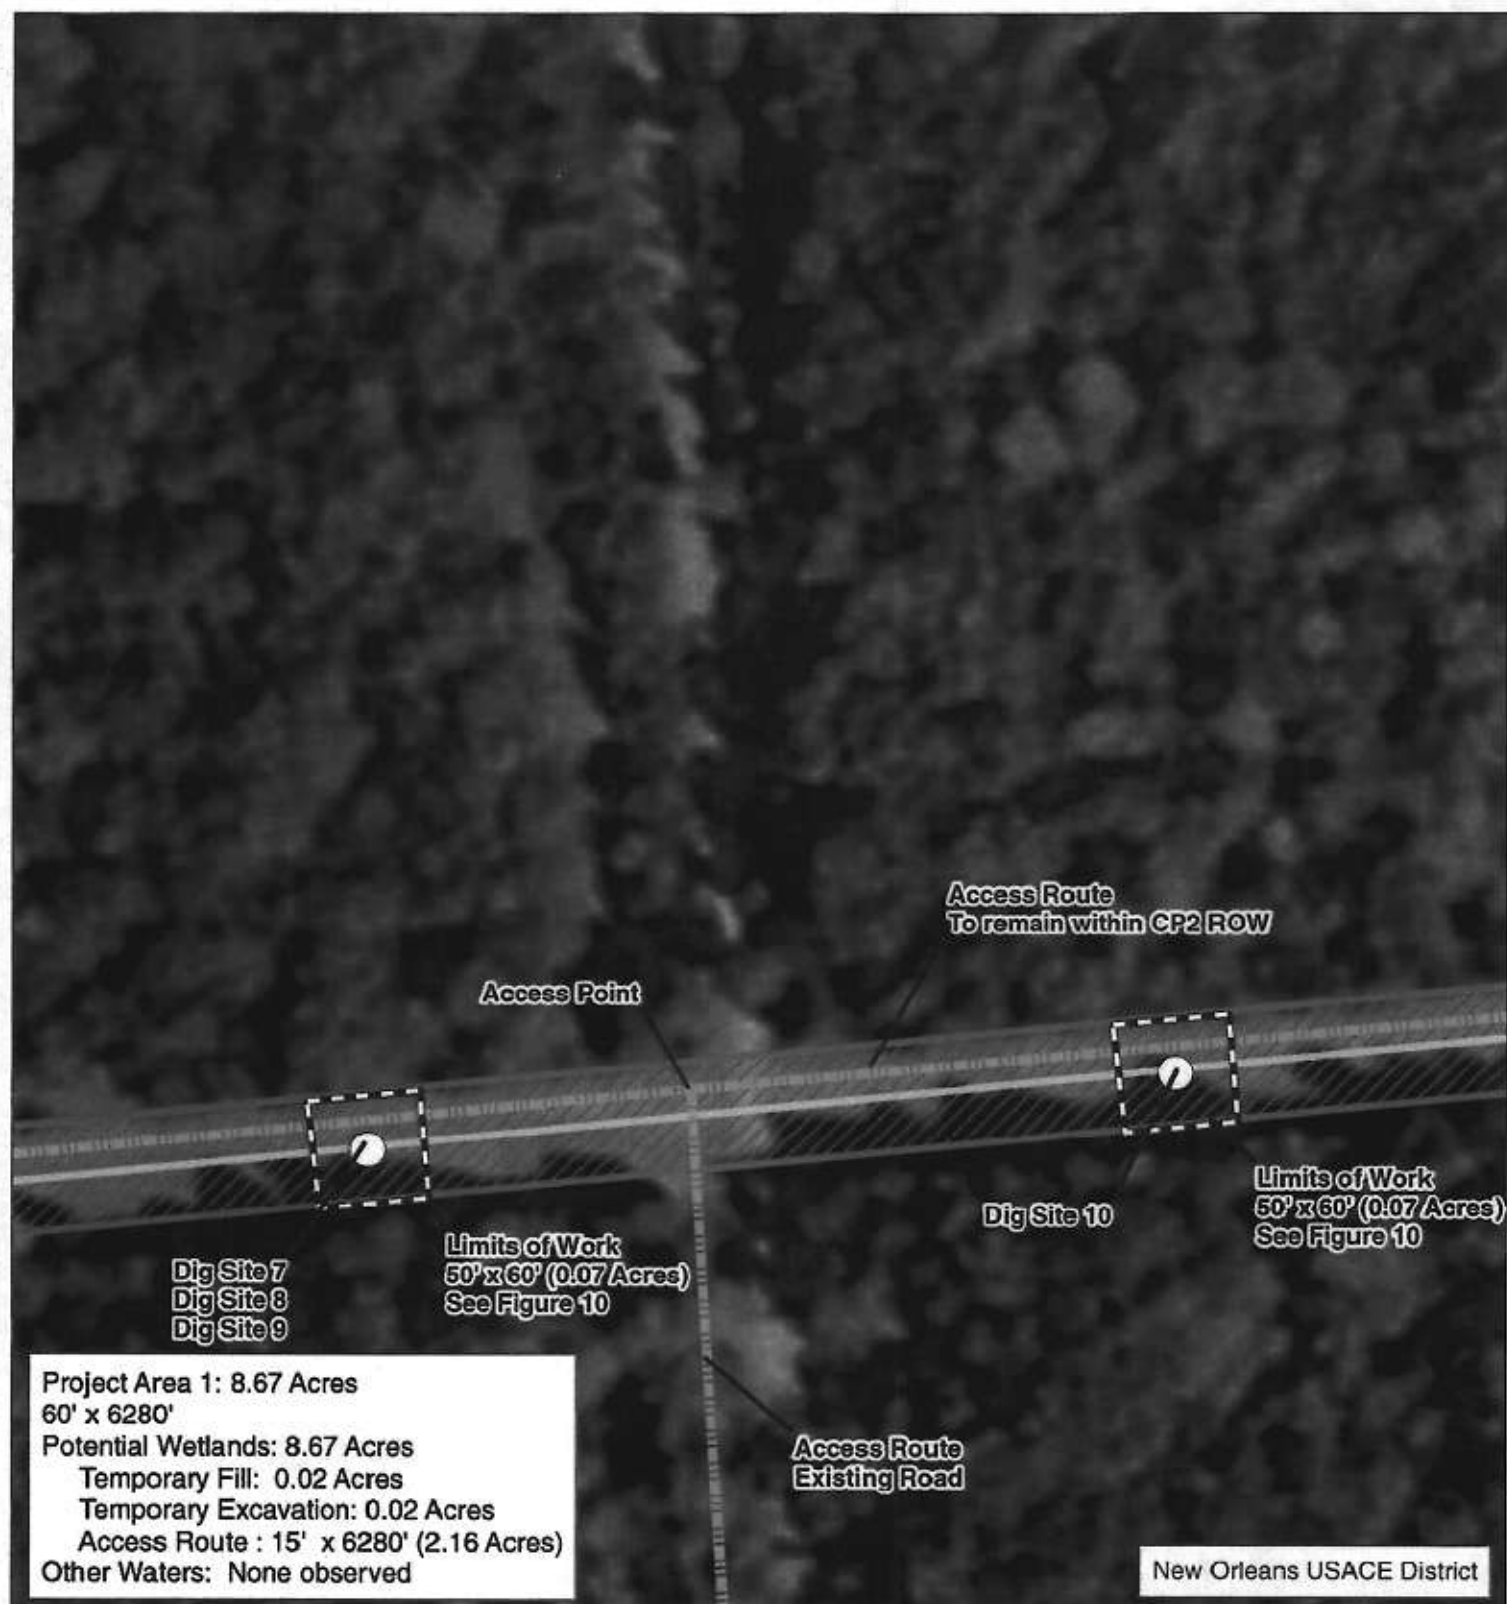 Access Route
To remain within CP2 ROW
Access Point
Dig Site 10
Limits of Work
50' x 60' (0.07 Acres)
See Figure 10
Limits of Work
50' x 60' (0.07 Acres)
See Figure 10
Dig Site 7
Dig Site 8
Dig Site 9
Project Area 1: 8.67 Acres
60' x 6280'
Potential Wetlands: 8.67 Acres
Temporary Fill: 0.02 Acres
Temporary Excavation: 0.02 Acres
Access Route : 15' x 6280' (2.16 Acres)
Other Waters: None observed
Access Route
Existing Road
New Orleans USACE District